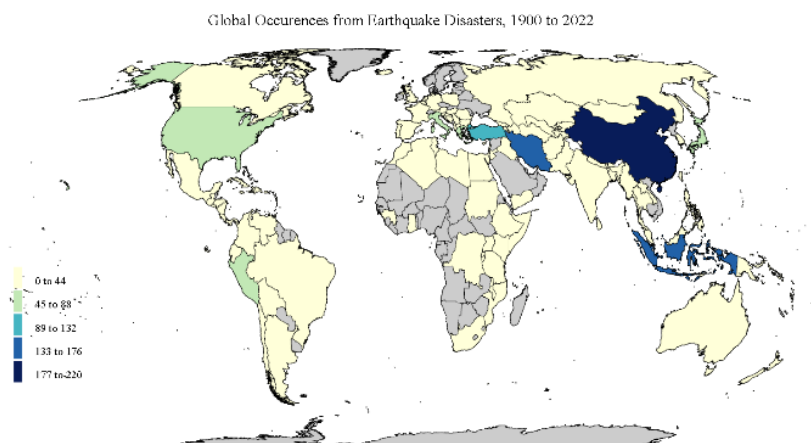 Global Occurences from Earthquake Disasters, 1900 to 2022
0 to 44
45 to 88
89 to 132
133 to 176
177 to 220